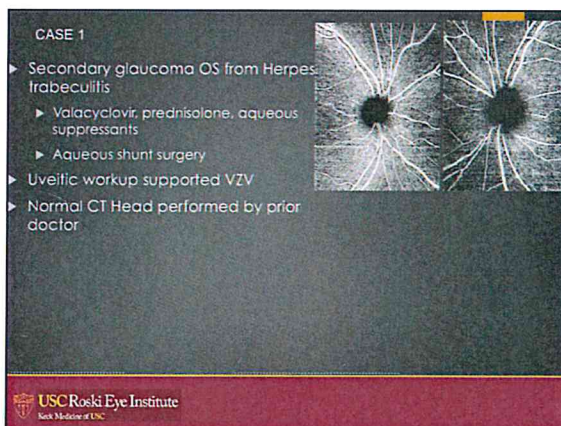 CASE 1
▸ Secondary glaucoma OS from Herpes
trabeculitis
▸ Valacyclovir, prednisolone, aqueous
suppressants
▸ Aqueous shunt surgery
▸ Uveitic workup supported VZV
▸ Normal CT Head performed by prior
doctor
USC Roski Eye Institute
Keck Medicine of USC